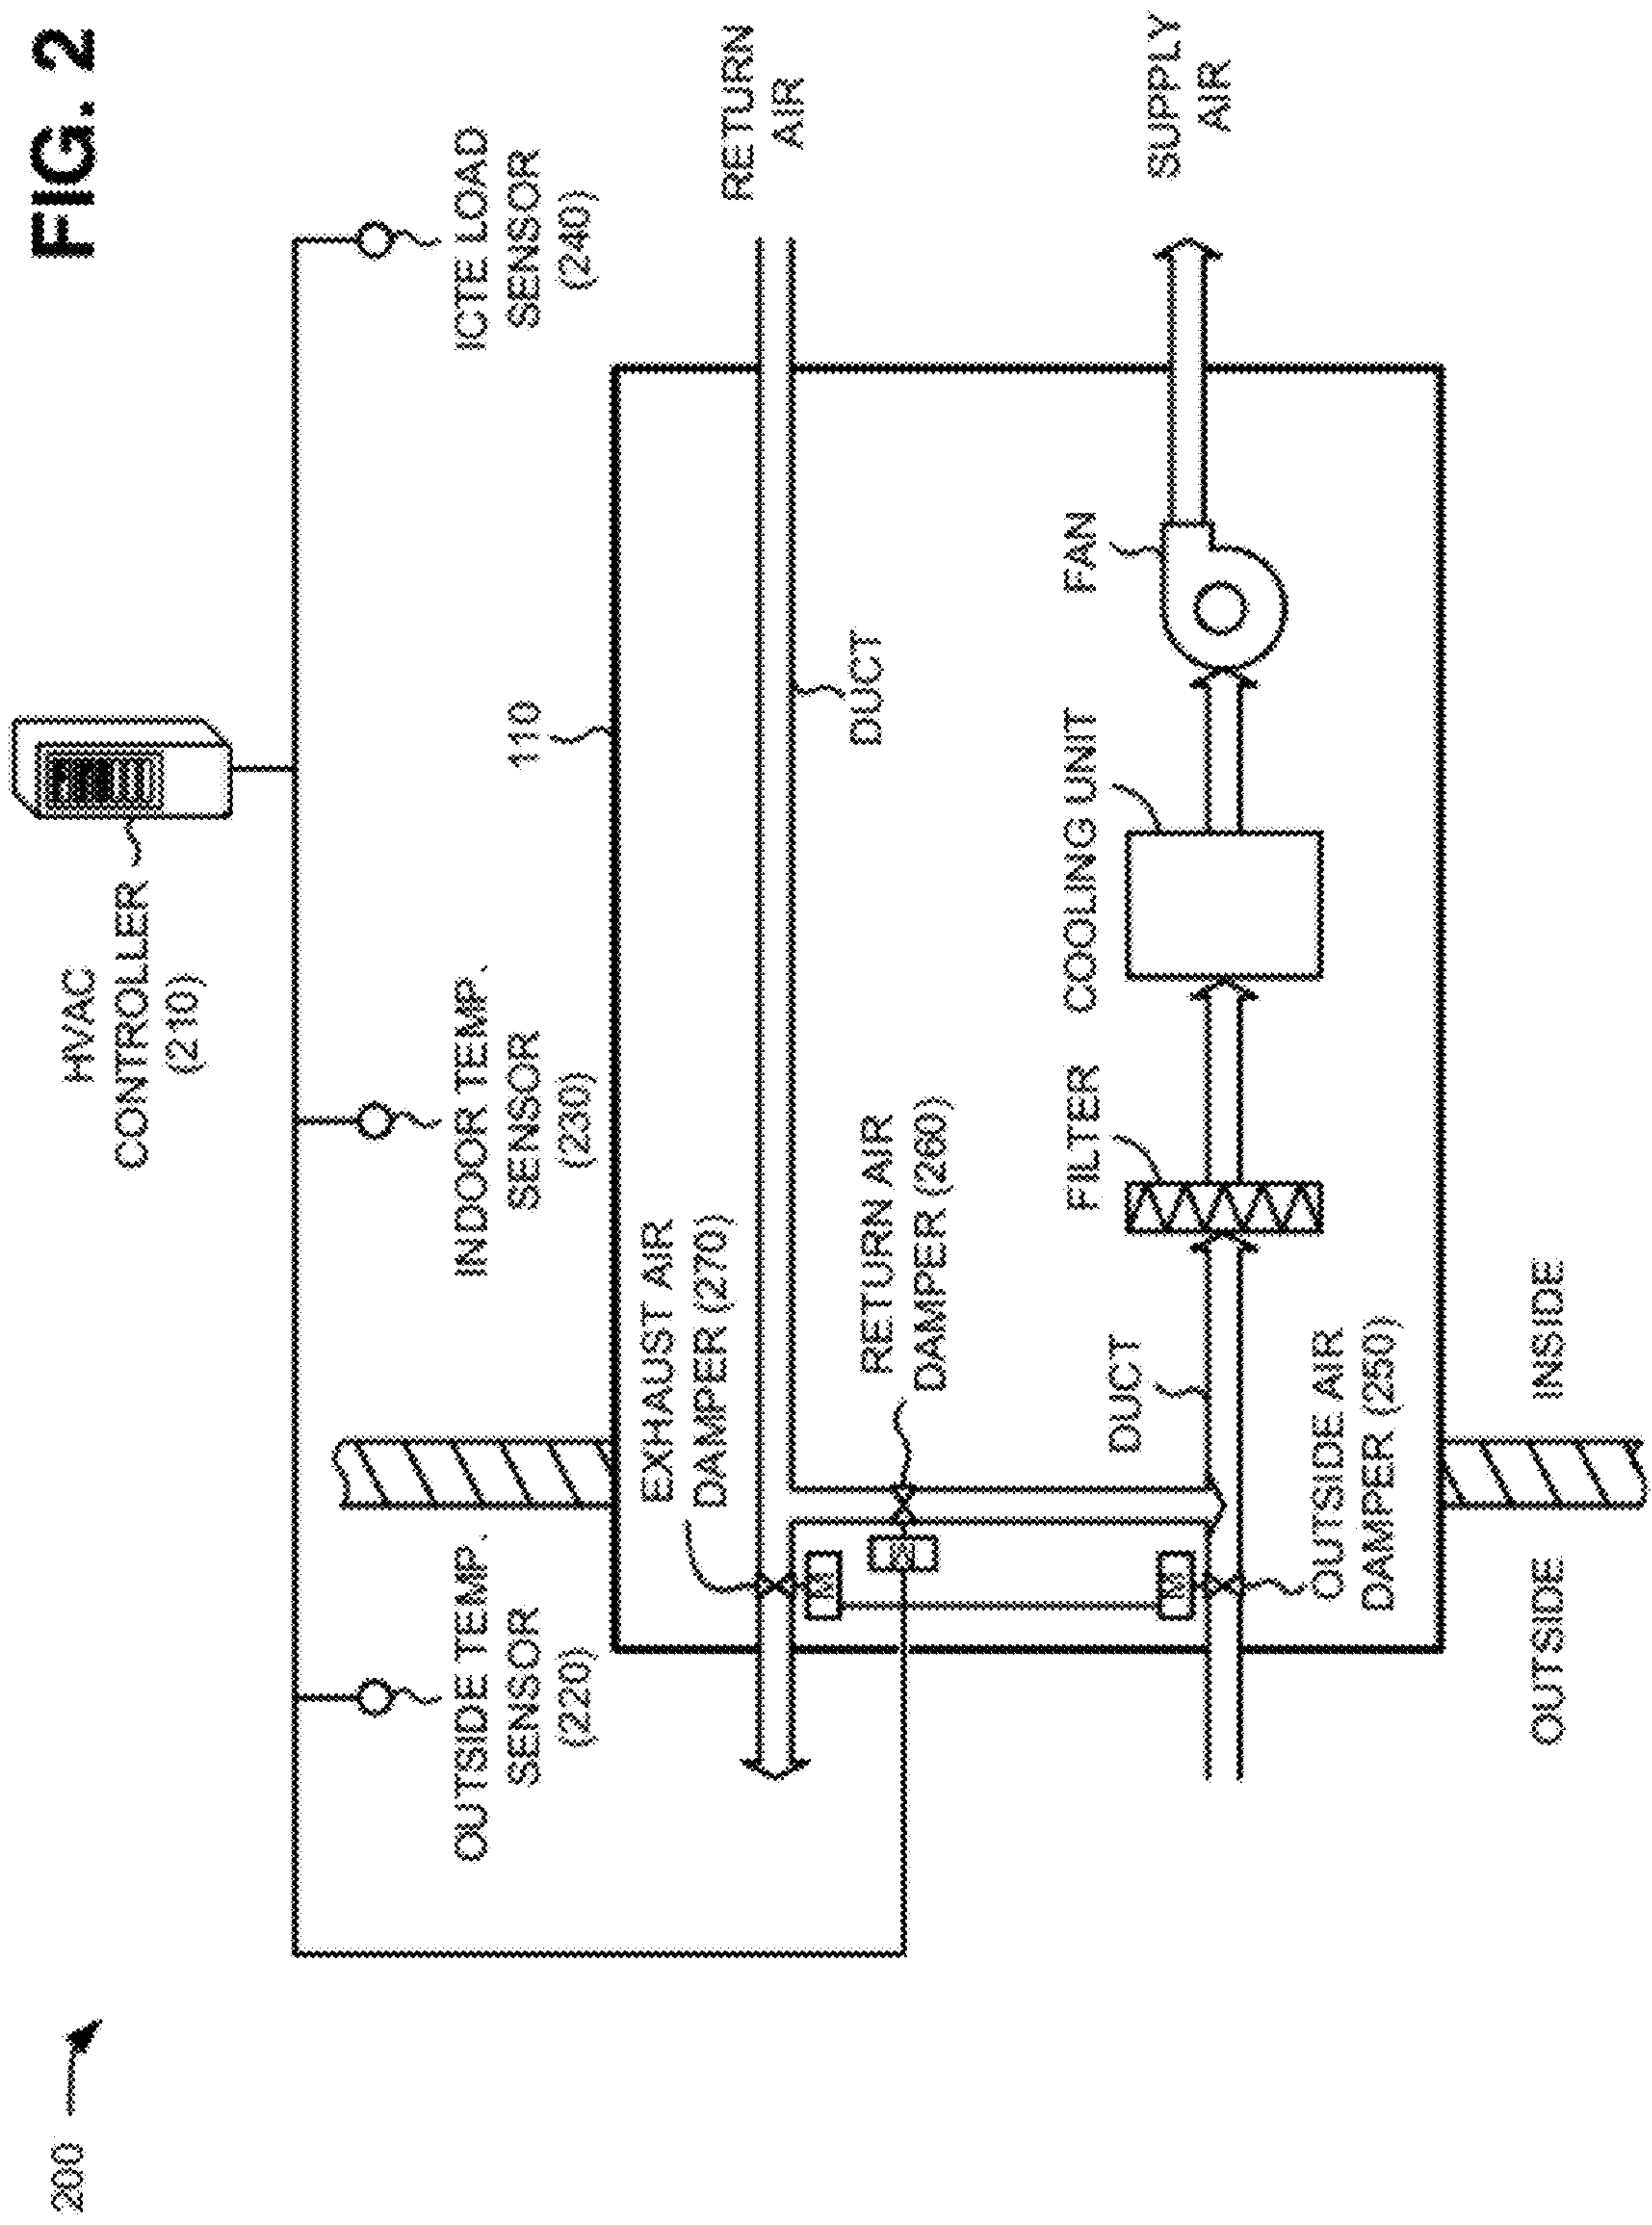 200
FIG. 2
HVAC
CONTROLLER
(210)
OUTSIDE TEMP.
SENSOR
(220)
INDOOR TEMP.
SENSOR
(230)
ICTE LOAD
SENSOR
(240)
110
EXHAUST AIR
DAMPER (270)
RETURN
AIR
DUCT
RETURN AIR
DAMPER (260)
M
M
M
DUCT
FILTER
COOLING UNIT
FAN
SUPPLY
AIR
OUTSIDE AIR
DAMPER (250)
OUTSIDE
INSIDE